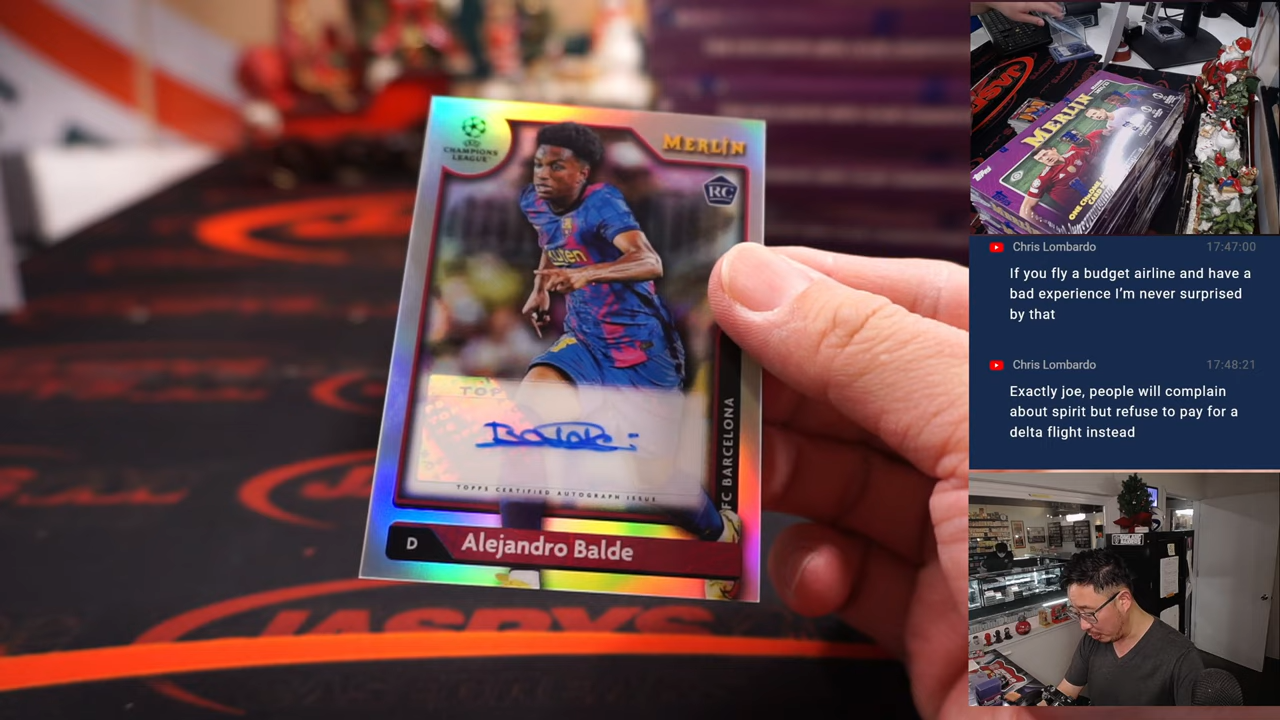 CHAMPIONS
LEAGUE
MERLIN
RC
FC BARCELONA
TOP
TOPPS CERTIFIED AUTOGRAPH ISSUE
D
Alejandro Balde
JASPYS
MERLIN
topps
Chris Lombardo 17:47:00
If you fly a budget airline and have a
bad experience I'm never surprised
by that
Chris Lombardo 17:48:21
Exactly joe, people will complain
about spirit but refuse to pay for a
delta flight instead